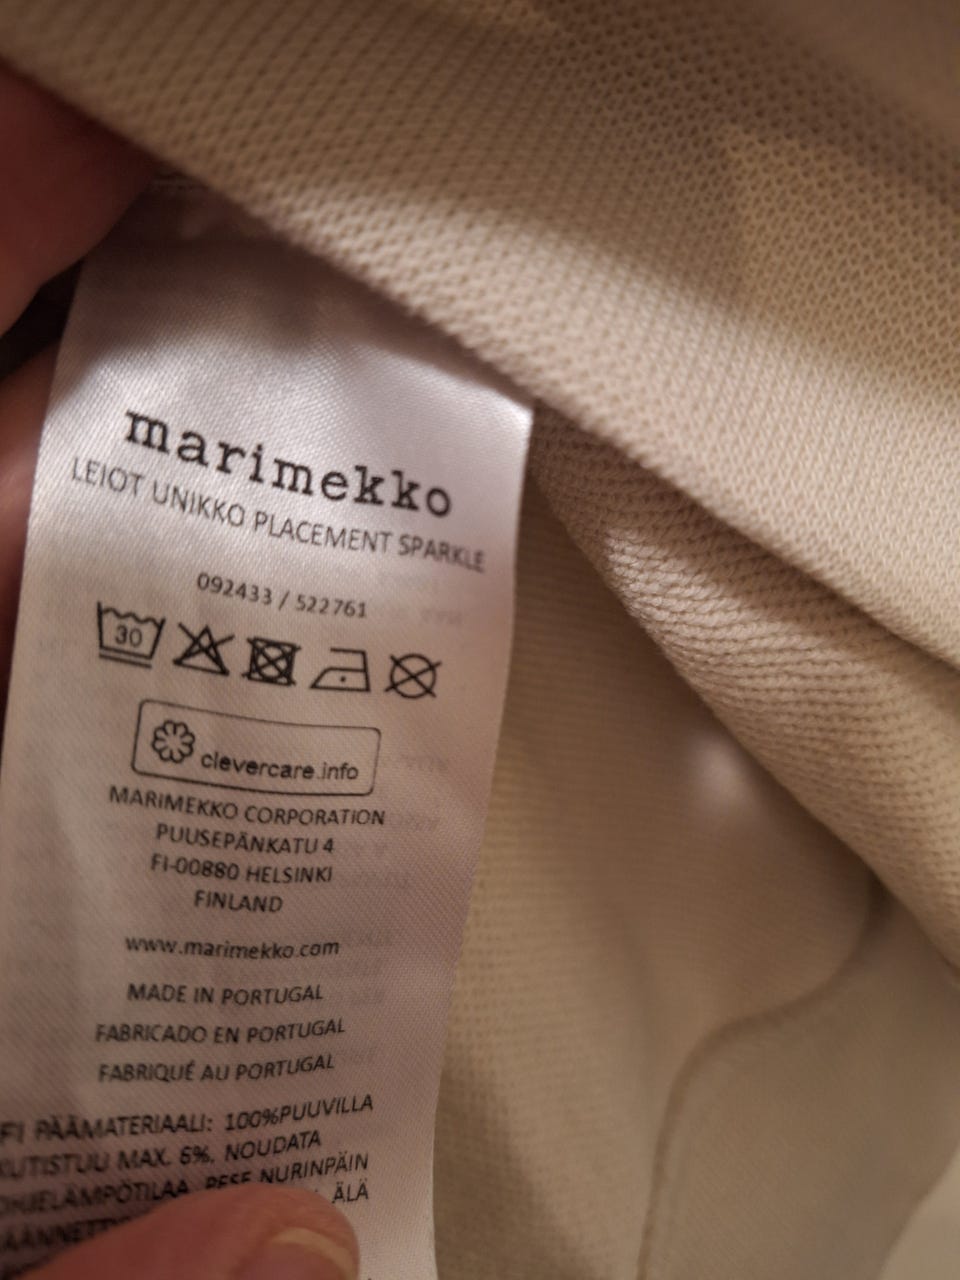 marimekko
LEIOT UNIKKO PLACEMENT SPARKLE
092433 / 522761
30
clevercare.info
MARIMEKKO CORPORATION
PUUSEPÄNKATU 4
FI-00880 HELSINKI
FINLAND
www.marimekko.com
MADE IN PORTUGAL
FABRICADO EN PORTUGAL
FABRIQUÉ AU PORTUGAL
FI PÄÄMATERIAALI: 100%PUUVILLA
KUTISTUU MAX. 6%. NOUDATA
OHJELÄMPÖTILAA. PESE NURINPÄIN
ÄLÄ